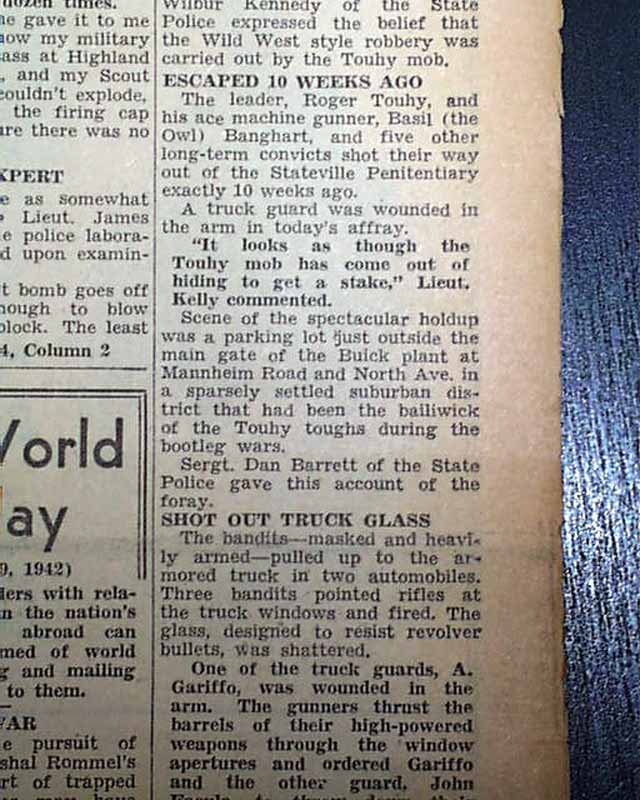 dozen times.
he gave it to me
now my military
ass at Highland
, and my Scout
couldn't explode,
the firing cap
ure there was no
XPERT
e as somewhat
Lieut. James
e police labora-
d upon examin-
t bomb goes off
nough to blow
block. The least
4, Column 2
World
ay
9, 1942)
ders with rela-
n the nation's
abroad can
med of world
g and mailing
to them.
WAR
e pursuit of
shal Rommel's
rt of trapped
may have
Wilbur Kennedy of the State
Police expressed the belief that
the Wild West style robbery was
carried out by the Touhy mob.
ESCAPED 10 WEEKS AGO
The leader, Roger Touhy, and
his ace machine gunner, Basil (the
Owl) Banghart, and five other
long-term convicts shot their way
out of the Stateville Penitentiary
exactly 10 weeks ago.
A truck guard was wounded in
the arm in today's affray.
"It looks as though the
Touhy mob has come out of
hiding to get a stake," Lieut.
Kelly commented.
Scene of the spectacular holdup
was a parking lot just outside the
main gate of the Buick plant at
Mannheim Road and North Ave. in
a sparsely settled suburban dis-
trict that had been the bailiwick
of the Touhy toughs during the
bootleg wars.
Sergt. Dan Barrett of the State
Police gave this account of the
foray.
SHOT OUT TRUCK GLASS
The bandits—masked and heavi-
ly armed—pulled up to the ar-
mored truck in two automobiles.
Three bandits pointed rifles at
the truck windows and fired. The
glass, designed to resist revolver
bullets, was shattered.
One of the truck guards, A.
Gariffo, was wounded in the
arm. The gunners thrust the
barrels of their high-powered
weapons through the window
apertures and ordered Gariffo
and the other guard, John
to throw down their